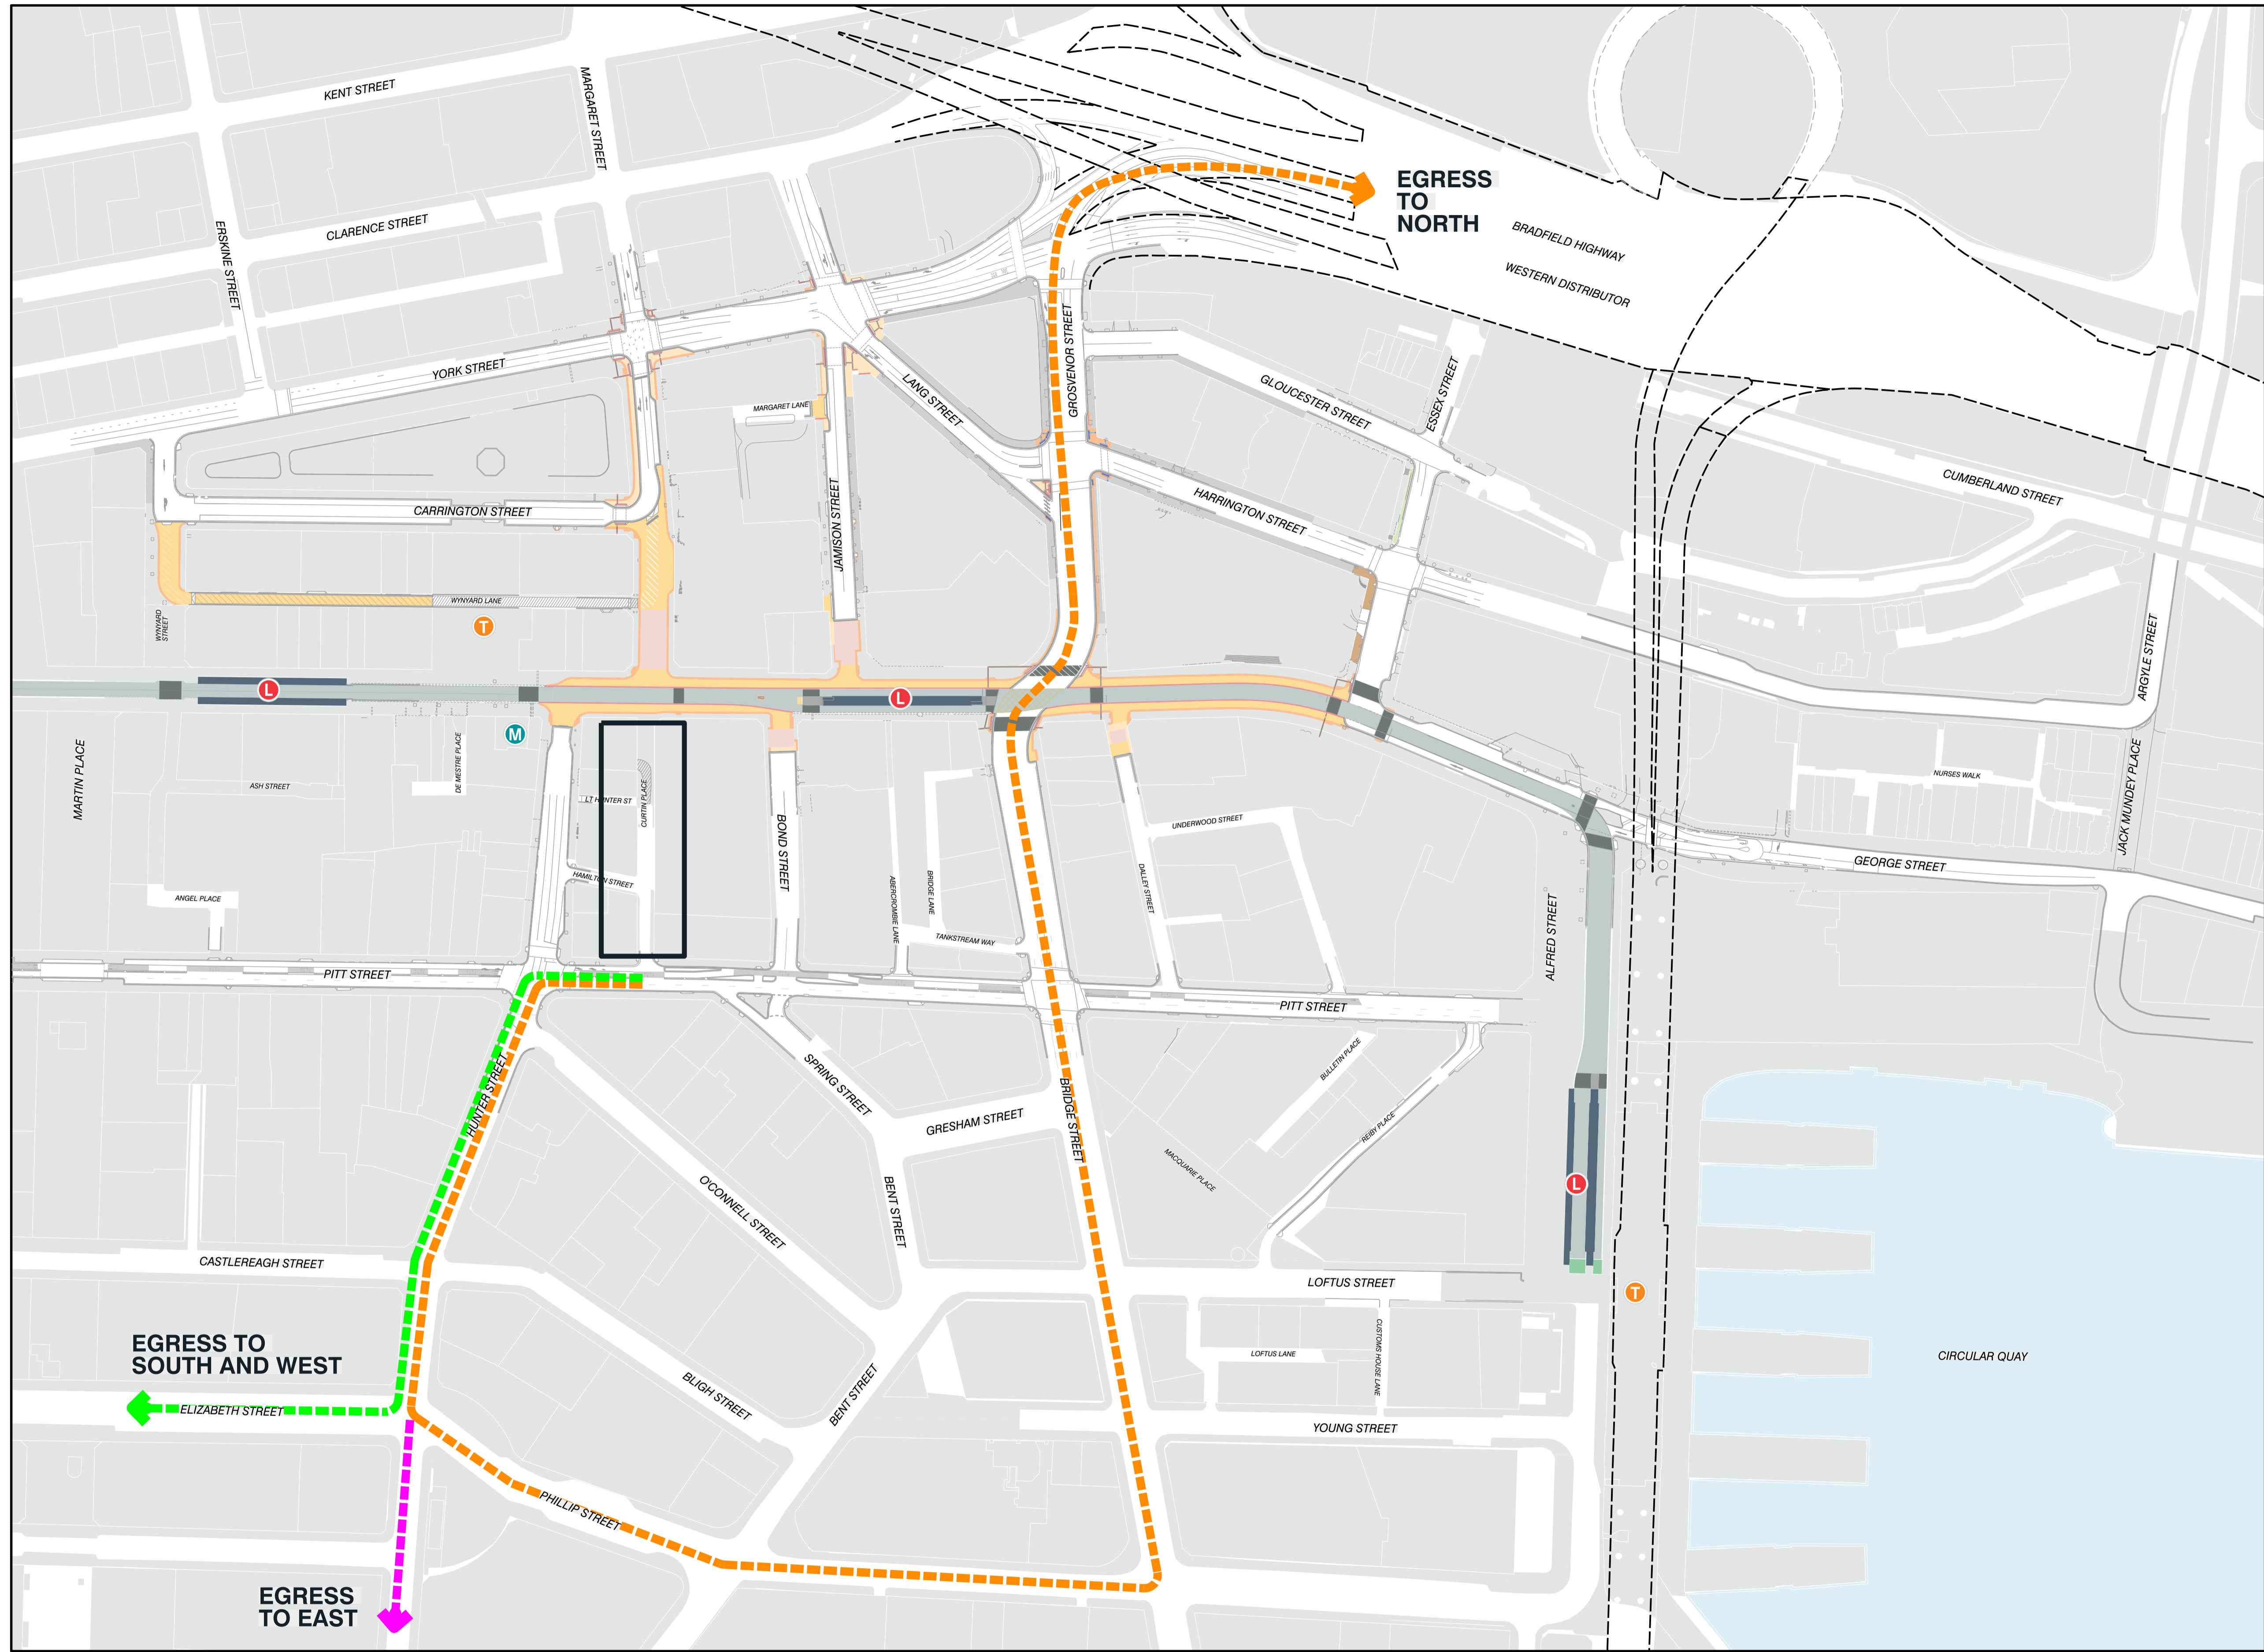 KENT STREET
MARGARET STREET
CLARENCE STREET
ERSKINE STREET
EGRESS
TO
NORTH
BRADFIELD HIGHWAY
WESTERN DISTRIBUTOR
YORK STREET
GROSVENOR STREET
LANG STREET
MARGARET LANE
GLOUCESTER STREET
ESSEX STREET
CUMBERLAND STREET
CARRINGTON STREET
JAMISON STREET
HARRINGTON STREET
WYNYARD LANE
WYNYARD
STREET
T
ARGYLE STREET
L
L
M
MARTIN PLACE
DE MESTRE PLACE
ASH STREET
LT HUNTER ST
CURTIN PLACE
BOND STREET
HAMILTON STREET
ABERCROMBIE LANE
BRIDGE LANE
TANKSTREAM WAY
DALLEY STREET
UNDERWOOD STREET
NURSES WALK
JACK MUNDEY PLACE
GEORGE STREET
ANGEL PLACE
ALFRED STREET
PITT STREET
PITT STREET
HUNTER STREET
SPRING STREET
GRESHAM STREET
BRIDGE STREET
BULLETIN PLACE
REIBY PLACE
MACQUARIE PLACE
O'CONNELL STREET
BENT STREET
L
CASTLEREAGH STREET
LOFTUS STREET
T
EGRESS TO
SOUTH AND WEST
LOFTUS LANE
CUSTOMS HOUSE LANE
CIRCULAR QUAY
BLIGH STREET
BENT STREET
ELIZABETH STREET
YOUNG STREET
PHILLIP STREET
EGRESS
TO EAST